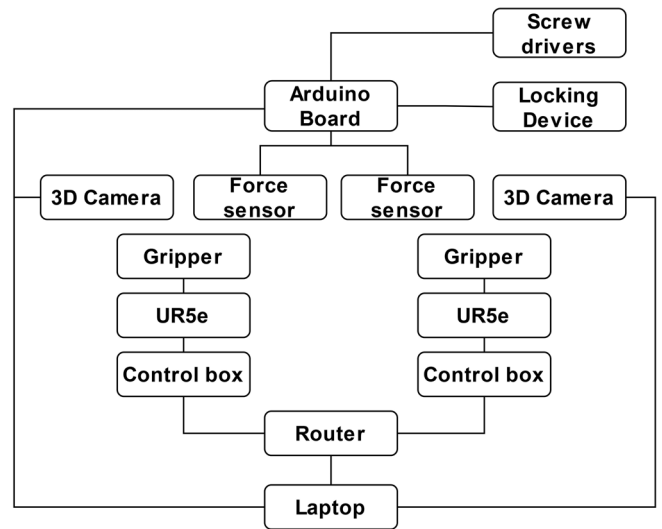 Screw
drivers
Arduino
Board
Locking
Device
3D Camera
Force
sensor
Force
sensor
3D Camera
Gripper
Gripper
UR5e
UR5e
Control box
Control box
Router
Laptop